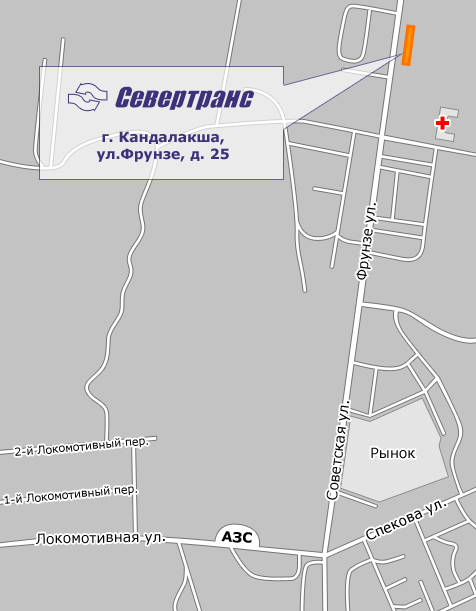 Севертранс
г. Кандалакша,
ул.Фрунзе, д. 25
Фрунзе ул.
Советская ул.
Рынок
2-й Локомотивный пер.
1-й Локомотивный пер.
Спекова ул.
Локомотивная ул.
АЗС